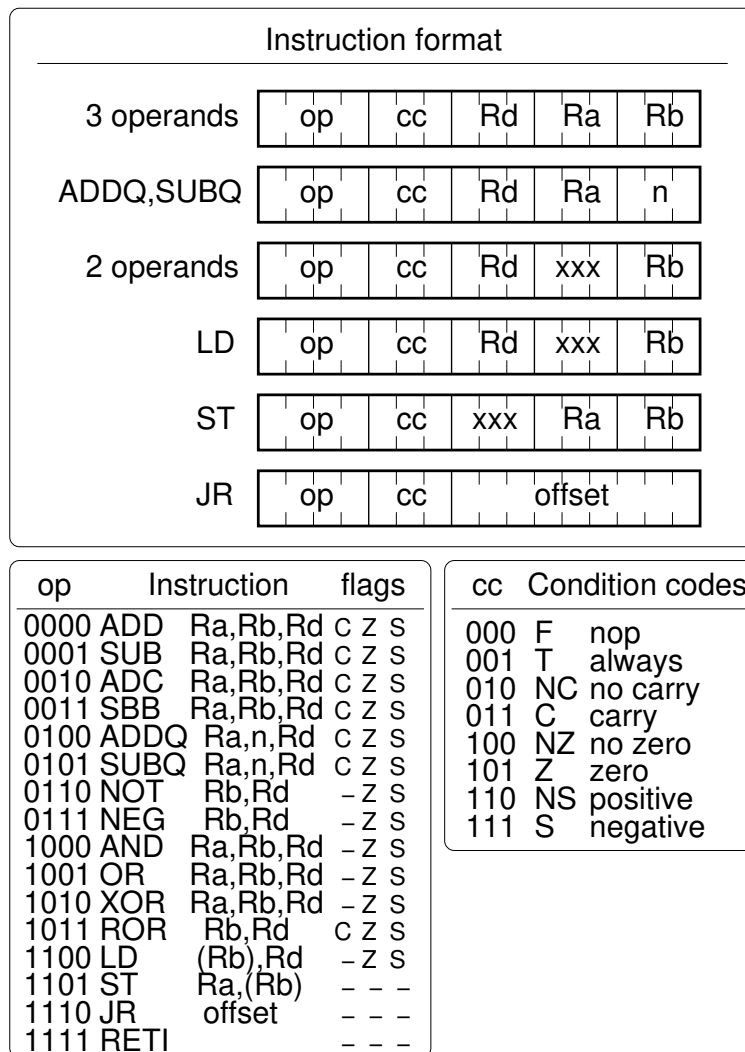 Instruction format
3 operands op cc Rd Ra Rb
ADDQ,SUBQ op cc Rd Ra n
2 operands op cc Rd xxx Rb
LD op cc Rd xxx Rb
ST op cc xxx Ra Rb
JR op cc offset
op Instruction flags
0000 ADD Ra,Rb,Rd C Z S
0001 SUB Ra,Rb,Rd C Z S
0010 ADC Ra,Rb,Rd C Z S
0011 SBB Ra,Rb,Rd C Z S
0100 ADDQ Ra,n,Rd C Z S
0101 SUBQ Ra,n,Rd C Z S
0110 NOT Rb,Rd – Z S
0111 NEG Rb,Rd – Z S
1000 AND Ra,Rb,Rd – Z S
1001 OR Ra,Rb,Rd – Z S
1010 XOR Ra,Rb,Rd – Z S
1011 ROR Rb,Rd C Z S
1100 LD (Rb),Rd – Z S
1101 ST Ra,(Rb) – – –
1110 JR offset – – –
1111 RETI – – –
cc Condition codes
000 F nop
001 T always
010 NC no carry
011 C carry
100 NZ no zero
101 Z zero
110 NS positive
111 S negative